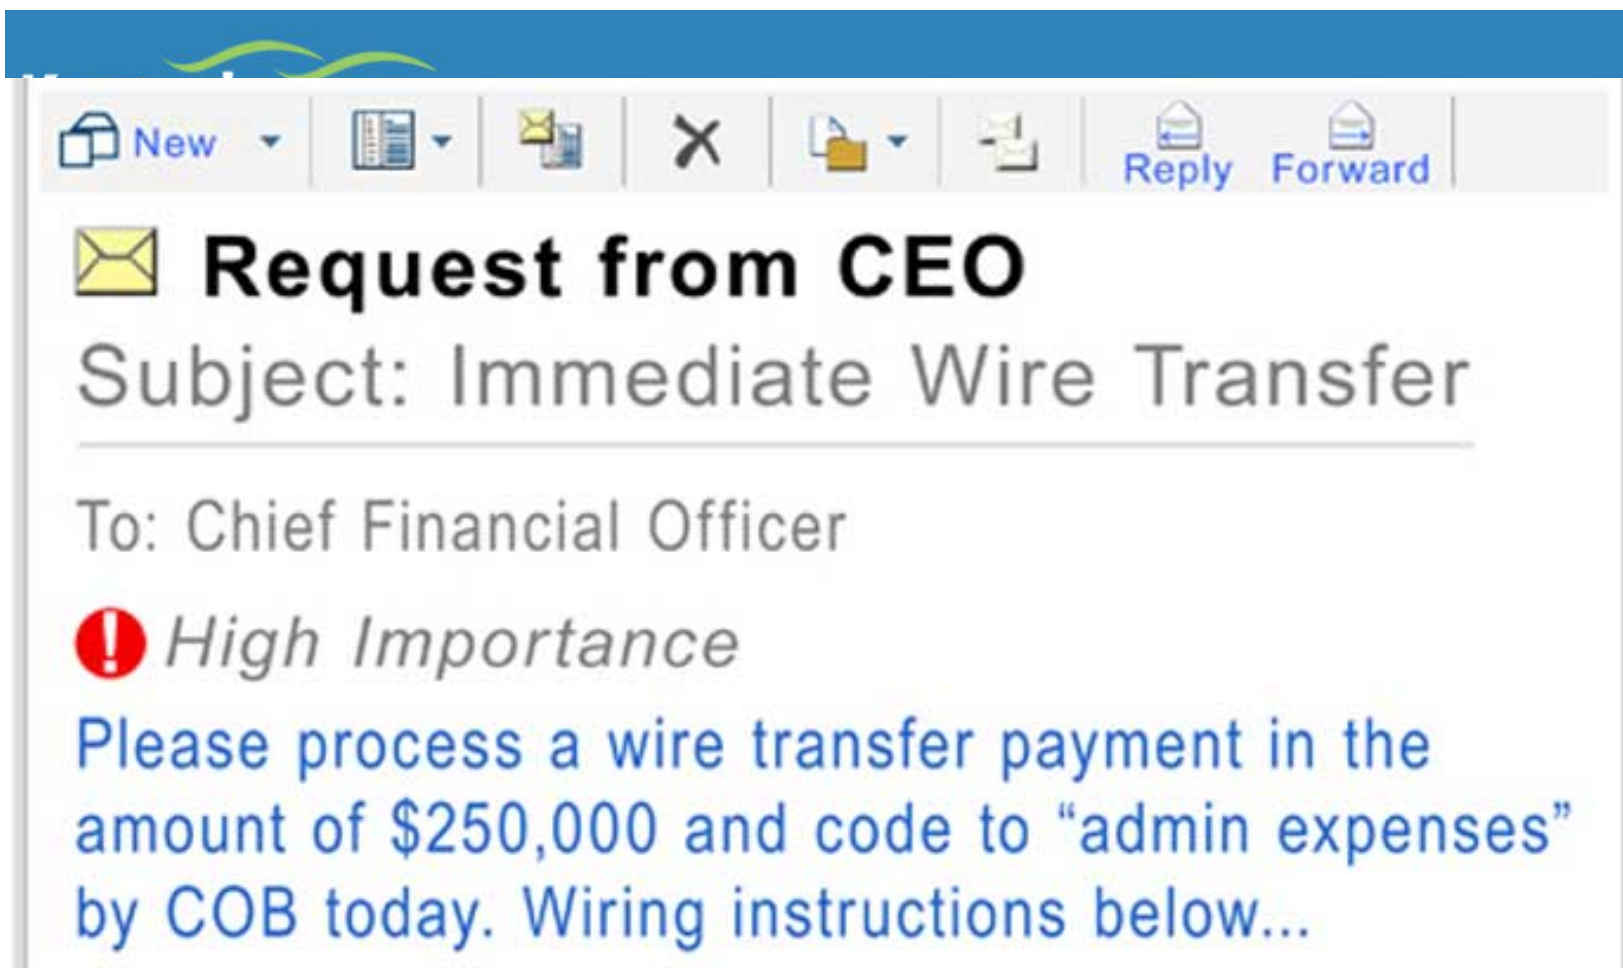 New
Reply Forward
Request from CEO
Subject: Immediate Wire Transfer
To: Chief Financial Officer
High Importance
Please process a wire transfer payment in the
amount of $250,000 and code to “admin expenses”
by COB today. Wiring instructions below...